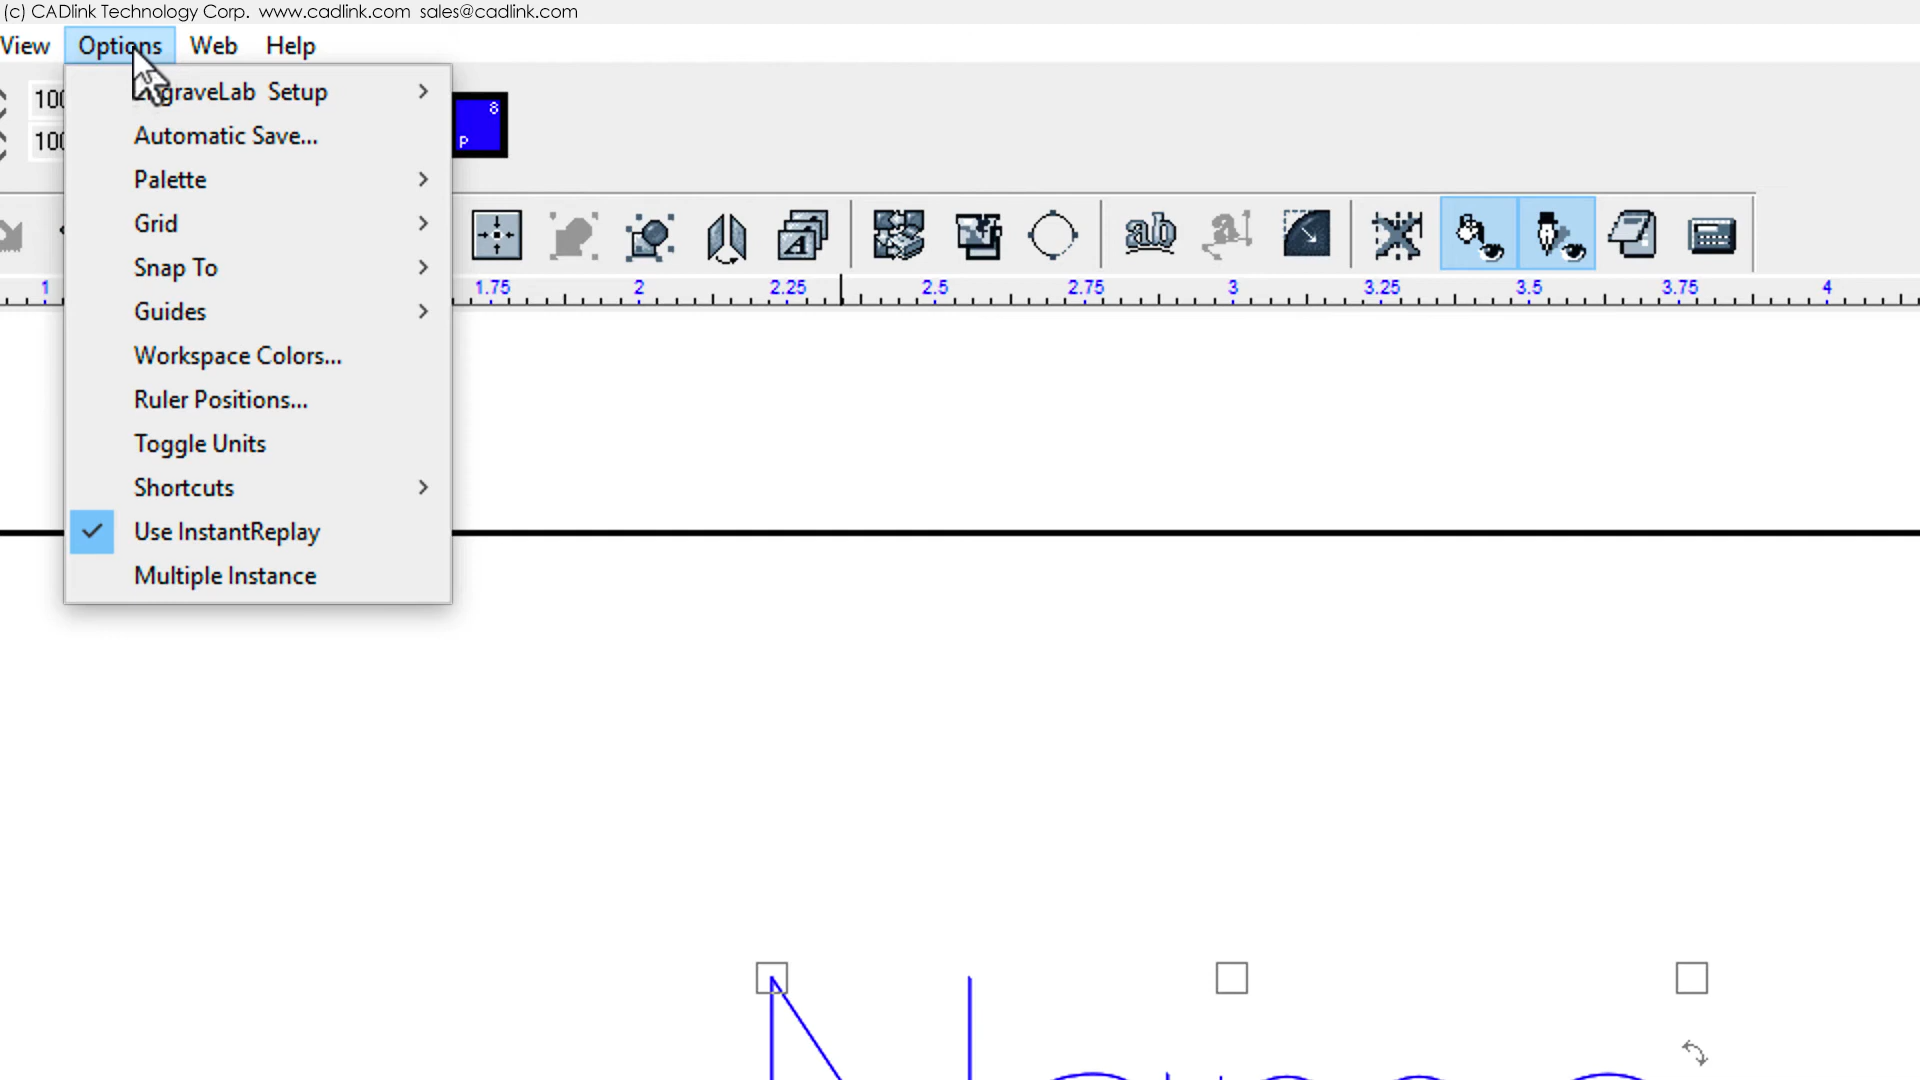 (c) CADlink Technology Corp. www.cadlink.com sales@cadlink.com
View Options Web Help
Setup
Automatic Save...
Palette
Grid
Snap To
Guides
Workspace Colors...
Ruler Positions...
Toggle Units
Shortcuts
Use InstantReplay
Multiple Instance
8
P
A
ab
a
1 1.75 2 2.25 2.5 2.75 3 3.25 3.5 3.75 4